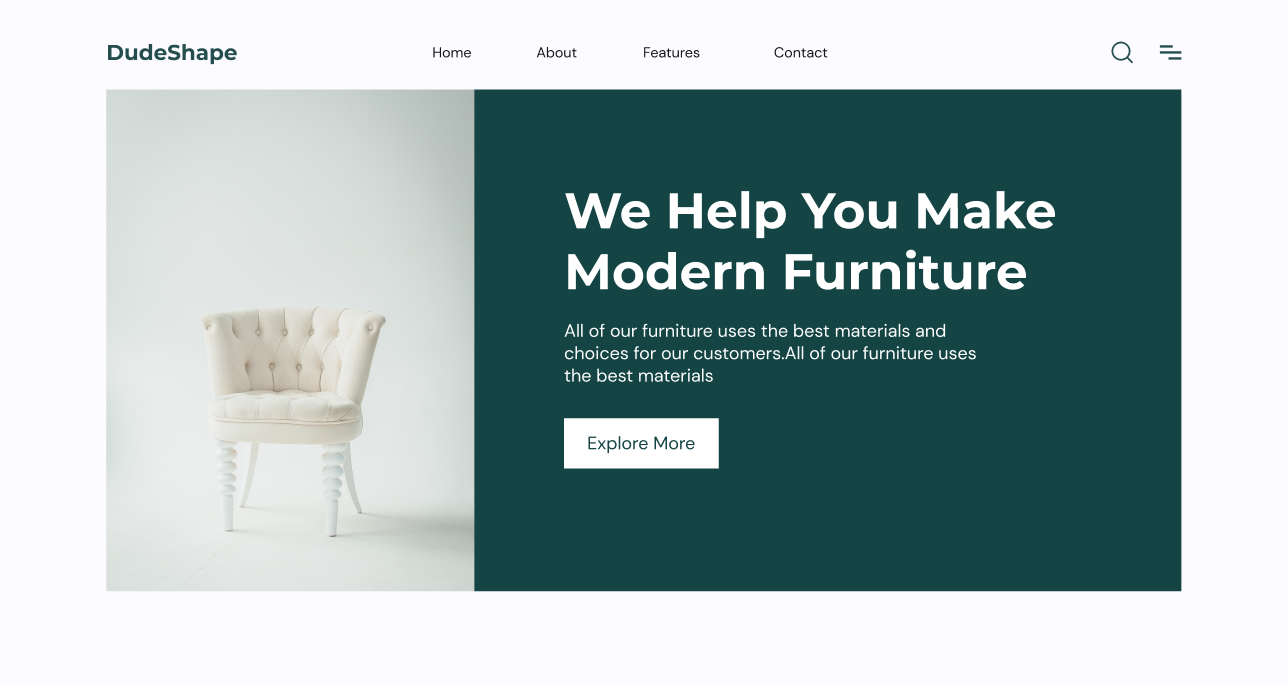 DudeShape
Home
About
Features
Contact
We Help You Make
Modern Furniture
All of our furniture uses the best materials and
choices for our customers.All of our furniture uses
the best materials
Explore More